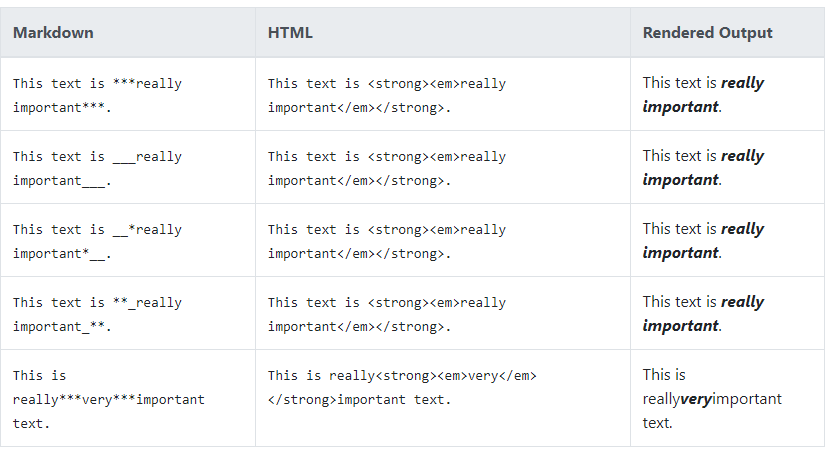 Markdown HTML Rendered Output
This text is ***really This text is <strong><em>really This text is really
important***. important</em></strong>. important.
This text is ___really This text is <strong><em>really This text is really
important___. important</em></strong>. important.
This text is __*really This text is <strong><em>really This text is really
important*__. important</em></strong>. important.
This text is **_really This text is <strong><em>really This text is really
important_**. important</em></strong>. important.
This is This is really<strong><em>very</em> This is
really***very***important </strong>important text. reallyveryimportant
text. text.